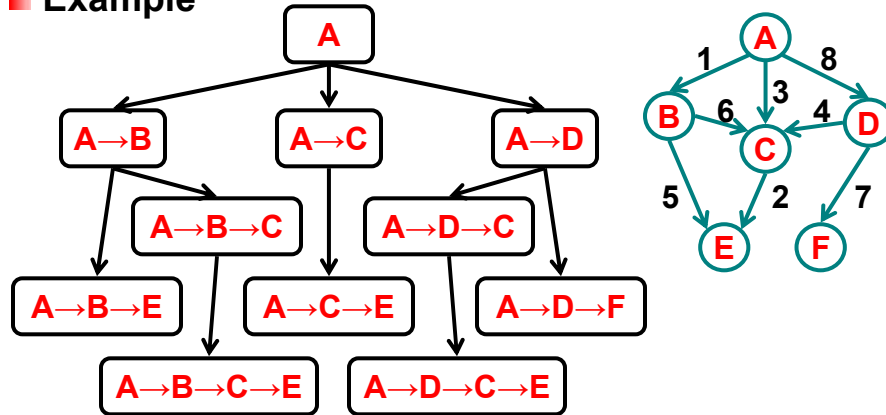 Example
A
A→B
A→C
A→D
A→B→C
A→D→C
A→B→E
A→C→E
A→D→F
A→B→C→E
A→D→C→E
A
1
8
3
B
6
4
D
C
5
2
7
E
F